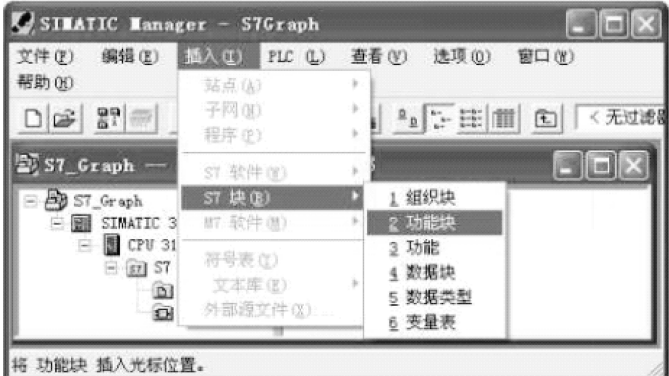 SIMATIC Manager - S7Graph
文件(F) 编辑(E) 插入(I) PLC (L) 查看(V) 选项(O) 窗口(W)
帮助(H)
< 无过滤器
S7_Graph --
站点(A)
子网(N)
程序(P)
S7 软件(W)
S7 块(B)
M7 软件(M)
符号表(Y)
文本库(E)
外部源文件(X)...
S7_Graph
SIMATIC 3
CPU 31
S7
1 组织块
2 功能块
3 功能
4 数据块
5 数据类型
6 变量表
将 功能块 插入光标位置。